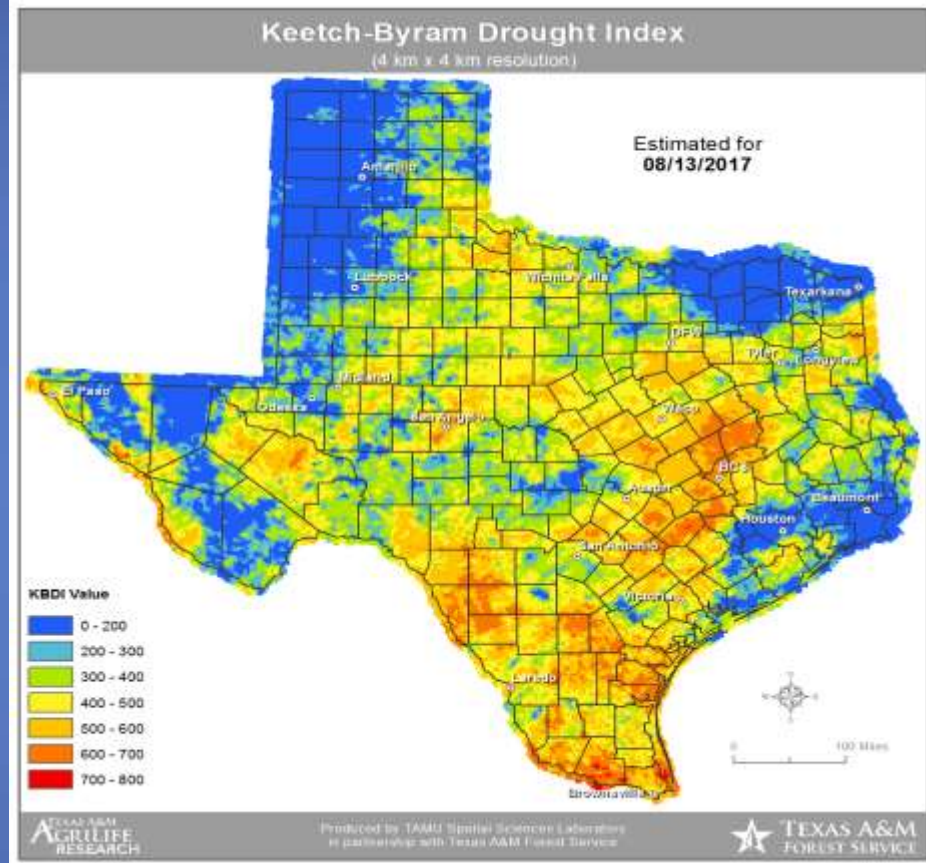 Keetch-Byram Drought Index
(4 km x 4 km resolution)
Estimated for
08/13/2017
Amarillo
Lubbock
Wichita Falls
Texarkana
DFW
Tyler
Longview
El Paso
Midland
Odessa
San Angelo
Waco
BCS
Austin
Beaumont
Houston
San Antonio
Victoria
Laredo
Brownsville
KBDI Value
0 - 200
200 - 300
300 - 400
400 - 500
500 - 600
600 - 700
700 - 800
0 100 Miles
TEXAS A&M
AGRILIFE
RESEARCH
Produced by TAMU Spatial Sciences Laboratory
in partnership with Texas A&M Forest Service
TEXAS A&M
FOREST SERVICE